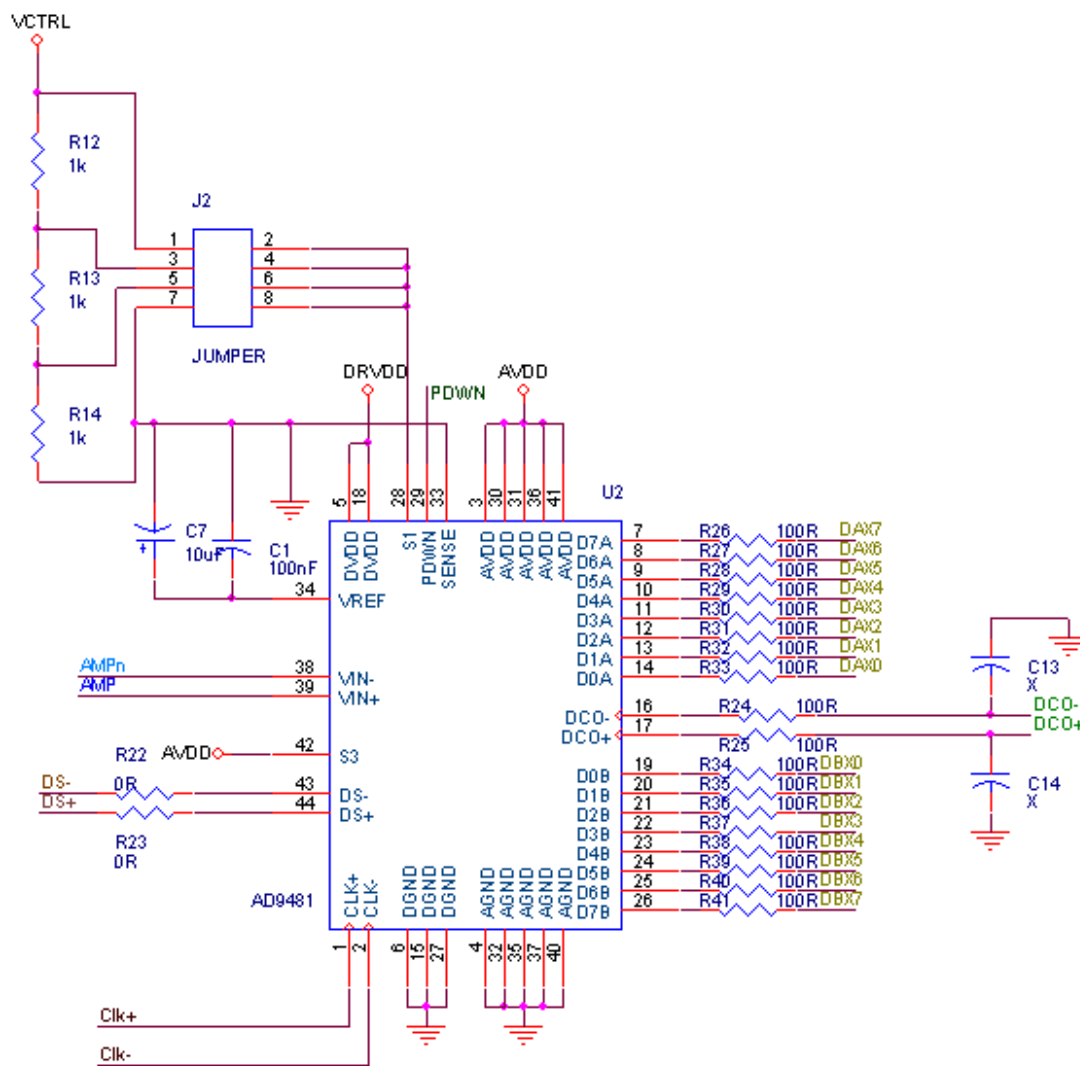 VCTRL
R12
1k
J2
1 2
3 4
5 6
7 8
R13
1k
JUMPER
DRVDD
AVDD
PDWN
R14
1k
U2
5 18 28 29 33 3 30 31 36 41
DVDD DVDD S1 PDWN SENSE AVDD AVDD AVDD AVDD AVDD
C7
10uF
C1
100nF
34 VREF
D7A 7 R26 100R DAX7
D6A 8 R27 100R DAX6
D5A 9 R28 100R DAX5
D4A 10 R29 100R DAX4
D3A 11 R30 100R DAX3
D2A 12 R31 100R DAX2
D1A 13 R32 100R DAX1
D0A 14 R33 100R DAX0
AMPn 38 VIN-
AMP 39 VIN+
C13
X
DCO- 16 R24 100R DCO-
DCO+ 17 R25 100R DCO+
AVDD 42 S3
R22
0R
DS- 43 DS-
DS+ 44 DS+
R23
0R
D0B 19 R34 100R DBX0
D1B 20 R35 100R DBX1
D2B 21 R36 100R DBX2
D3B 22 R37 DBX3
D4B 23 R38 100R DBX4
D5B 24 R39 100R DBX5
D6B 25 R40 100R DBX6
D7B 26 R41 100R DBX7
C14
X
AD9481
CLK+ CLK- DGND DGND DGND AGND AGND AGND AGND AGND
1 2 6 15 27 4 32 35 37 40
Clk+
Clk-